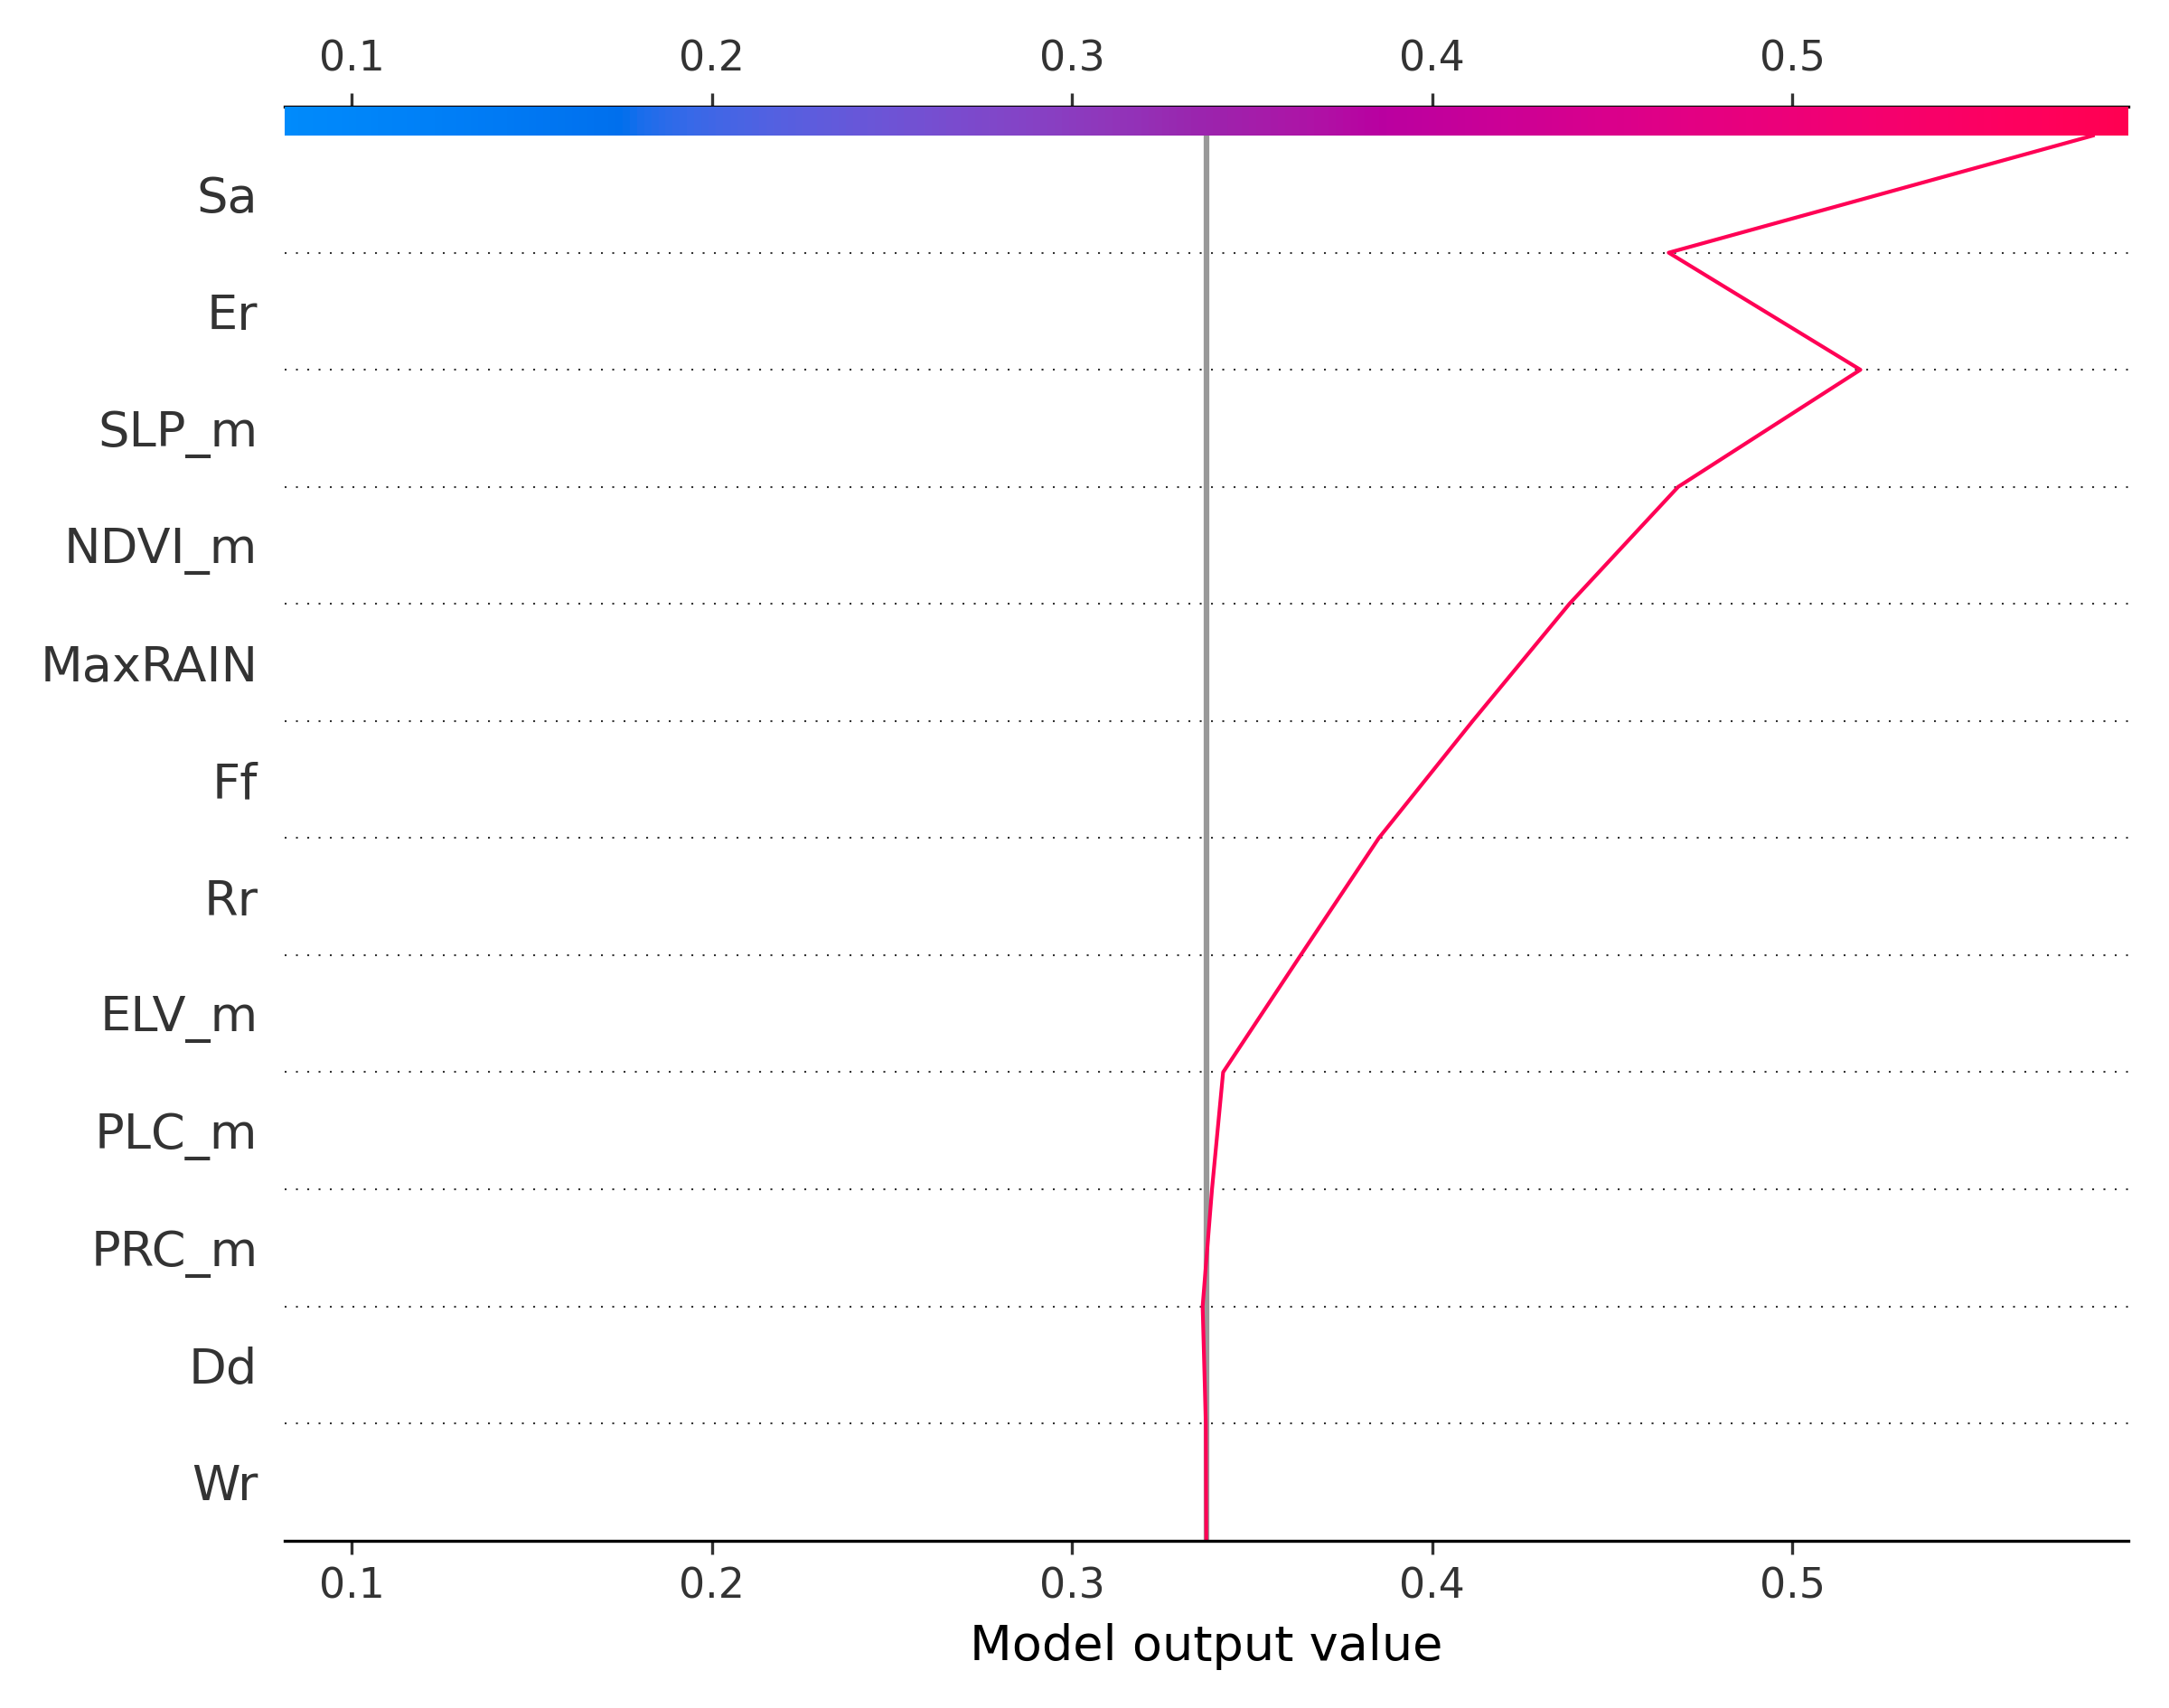 0.1 0.2 0.3 0.4 0.5
Sa
Er
SLP_m
NDVI_m
MaxRAIN
Ff
Rr
ELV_m
PLC_m
PRC_m
Dd
Wr
0.1 0.2 0.3 0.4 0.5
Model output value